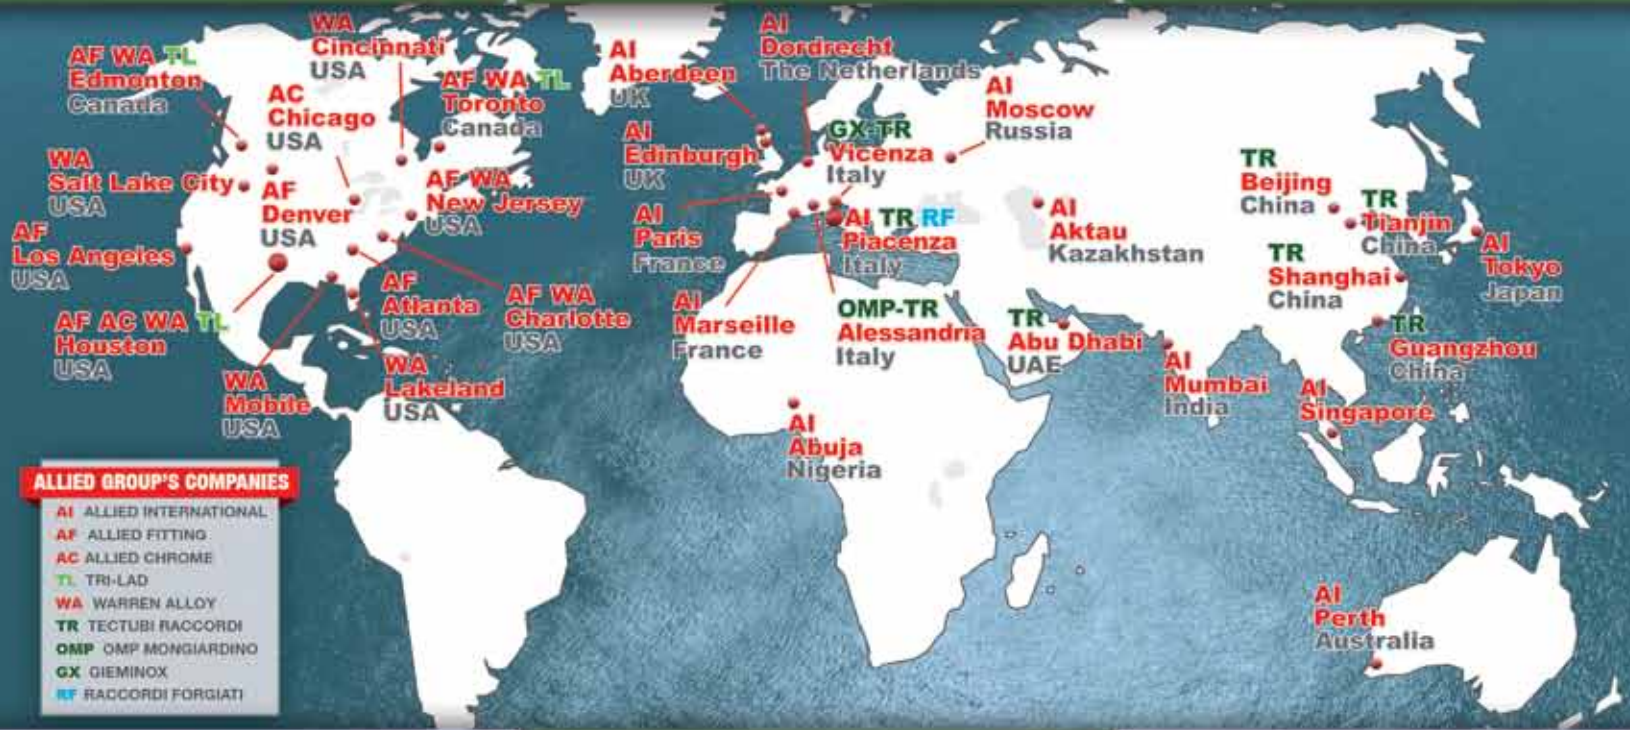 AF WA TL
Edmonton
Canada
WA
Cincinnati
USA
AC
Chicago
USA
AF WA TL
Toronto
Canada
WA
Salt Lake City
USA
AF
Denver
USA
AF WA
New Jersey
USA
AF
Los Angeles
USA
AF AC WA TL
Houston
USA
WA
Mobile
USA
AF
Atlanta
USA
AF WA
Charlotte
USA
WA
Lakeland
USA
AI
Aberdeen
UK
AI
Dordrecht
The Netherlands
AI
Edinburgh
UK
GX-TR
Vicenza
Italy
AI
Moscow
Russia
AI
Paris
France
AI TR RF
Piacenza
Italy
AI
Marseille
France
OMP-TR
Alessandria
Italy
AI
Aktau
Kazakhstan
TR
Abu Dhabi
UAE
AI
Abuja
Nigeria
TR
Beijing
China
TR
Tianjin
China
TR
Shanghai
China
AI
Tokyo
Japan
TR
Guangzhou
China
AI
Mumbai
India
AI
Singapore
AI
Perth
Australia
ALLIED GROUP'S COMPANIES
AI ALLIED INTERNATIONAL
AF ALLIED FITTING
AC ALLIED CHROME
TL TRI-LAD
WA WARREN ALLOY
TR TECTUBI RACCORDI
OMP OMP MONGIARDINO
GX GIEMINOX
RF RACCORDI FORGIATI